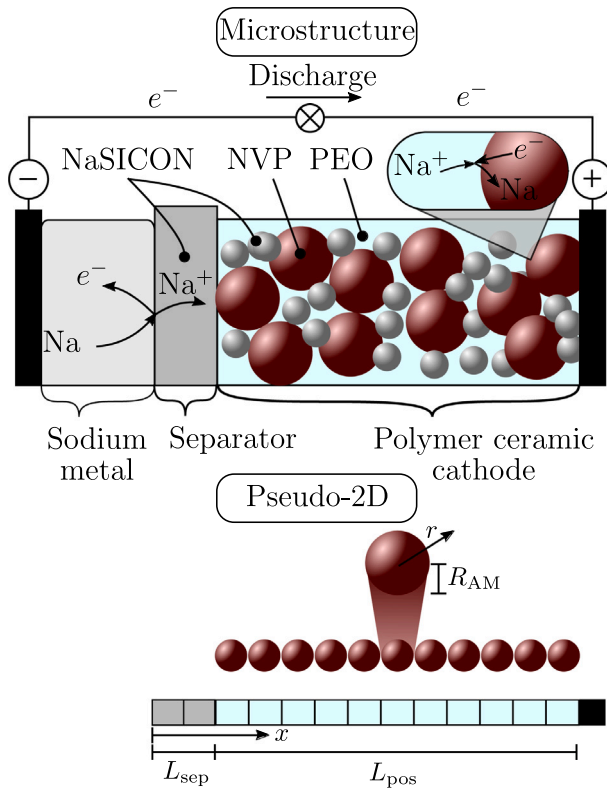 Microstructure
Discharge
e⁻ e⁻
NaSICON NVP PEO
Na⁺ e⁻
Na
− +
e⁻ Na⁺
Na
Sodium metal
Separator
Polymer ceramic cathode
Pseudo-2D
r
R_AM
x
L_sep L_pos